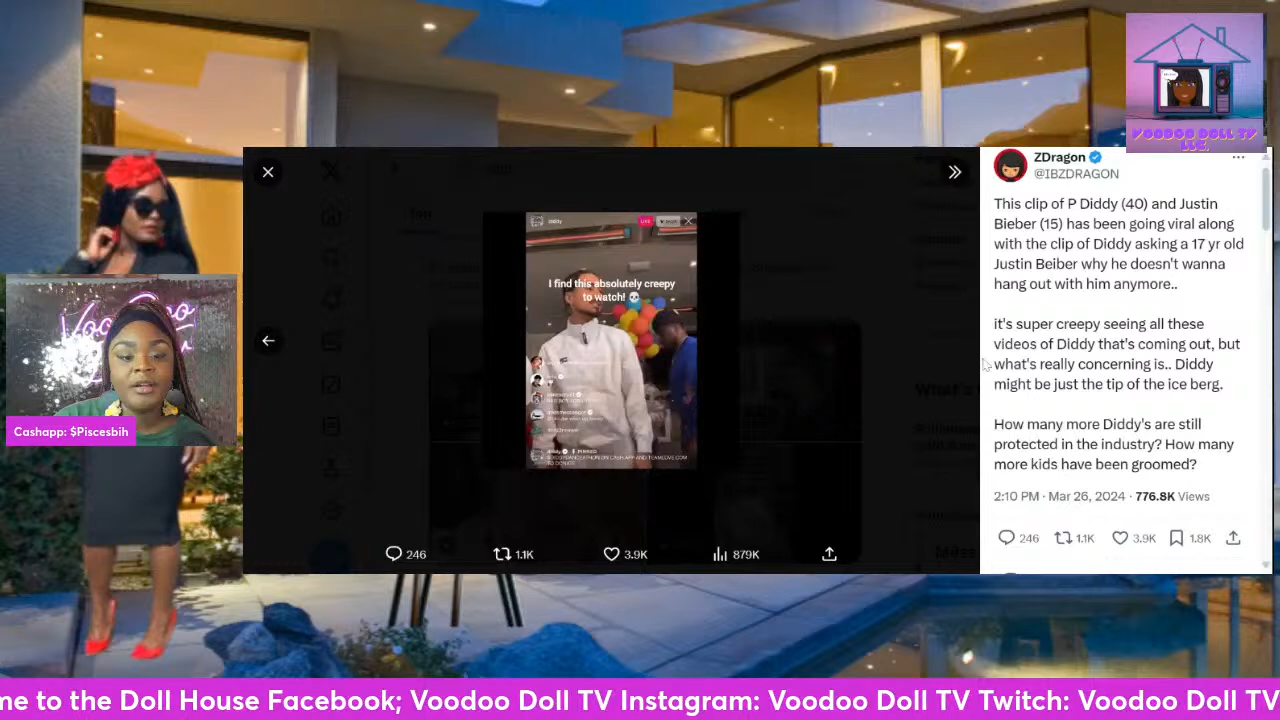 VOODOO DOLL TV
LLC.
ZDragon
@IBZDRAGON
This clip of P Diddy (40) and Justin
Bieber (15) has been going viral along
with the clip of Diddy asking a 17 yr old
Justin Beiber why he doesn't wanna
hang out with him anymore..
it's super creepy seeing all these
videos of Diddy that's coming out, but
what's really concerning is.. Diddy
might be just the tip of the ice berg.
How many more Diddy's are still
protected in the industry? How many
more kids have been groomed?
2:10 PM · Mar 26, 2024 · 776.8K Views
246 1.1K 3.9K 1.8K
diddy
LIVE
I find this absolutely creepy
to watch! 💀
TO DONATE
246 1.1K 3.9K 879K
Cashapp: $Piscesbih
me to the Doll House Facebook; Voodoo Doll TV Instagram: Voodoo Doll TV Twitch: Voodoo Doll TV